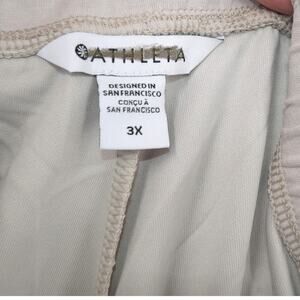 ATHLETA
DESIGNED IN
SAN FRANCISCO
CONÇU À
SAN FRANCISCO
3X